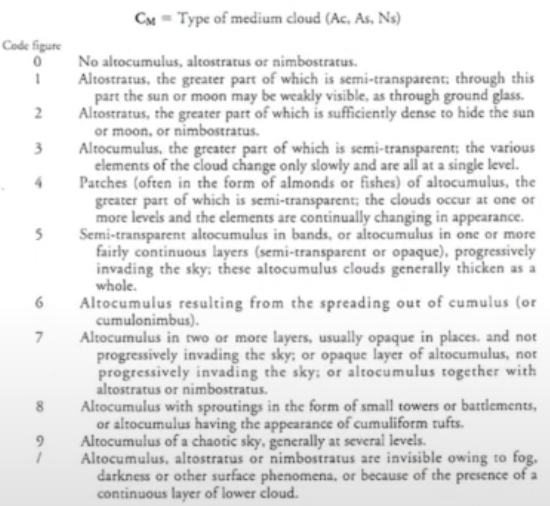 CM = Type of medium cloud (Ac, As, Ns)
Code figure
0 No altocumulus, altostratus or nimbostratus.
1 Altostratus, the greater part of which is semi-transparent; through this
part the sun or moon may be weakly visible, as through ground glass.
2 Altostratus, the greater part of which is sufficiently dense to hide the sun
or moon, or nimbostratus.
3 Altocumulus, the greater part of which is semi-transparent; the various
elements of the cloud change only slowly and are all at a single level.
4 Patches (often in the form of almonds or fishes) of altocumulus, the
greater part of which is semi-transparent; the clouds occur at one or
more levels and the elements are continually changing in appearance.
5 Semi-transparent altocumulus in bands, or altocumulus in one or more
fairly continuous layers (semi-transparent or opaque), progressively
invading the sky; these altocumulus clouds generally thicken as a
whole.
6 Altocumulus resulting from the spreading out of cumulus (or
cumulonimbus).
7 Altocumulus in two or more layers, usually opaque in places. and not
progressively invading the sky; or opaque layer of altocumulus, not
progressively invading the sky; or altocumulus together with
altostratus or nimbostratus.
8 Altocumulus with sproutings in the form of small towers or battlements,
or altocumulus having the appearance of cumuliform tufts.
9 Altocumulus of a chaotic sky, generally at several levels.
/ Altocumulus, altostratus or nimbostratus are invisible owing to fog,
darkness or other surface phenomena, or because of the presence of a
continuous layer of lower cloud.